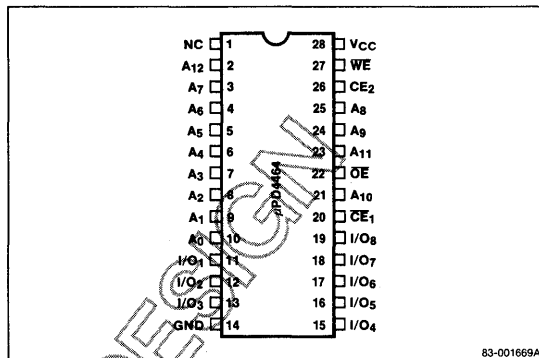 NC 1 28 VCC
A12 2 27 WE
A7 3 26 CE2
A6 4 25 A8
A5 5 24 A9
A4 6 23 A11
A3 7 22 OE
A2 8 21 A10
A1 9 20 CE1
A0 10 19 I/O8
I/O1 11 18 I/O7
I/O2 12 17 I/O6
I/O3 13 16 I/O5
GND 14 15 I/O4
μPD4464
ESIGN
83-001669A